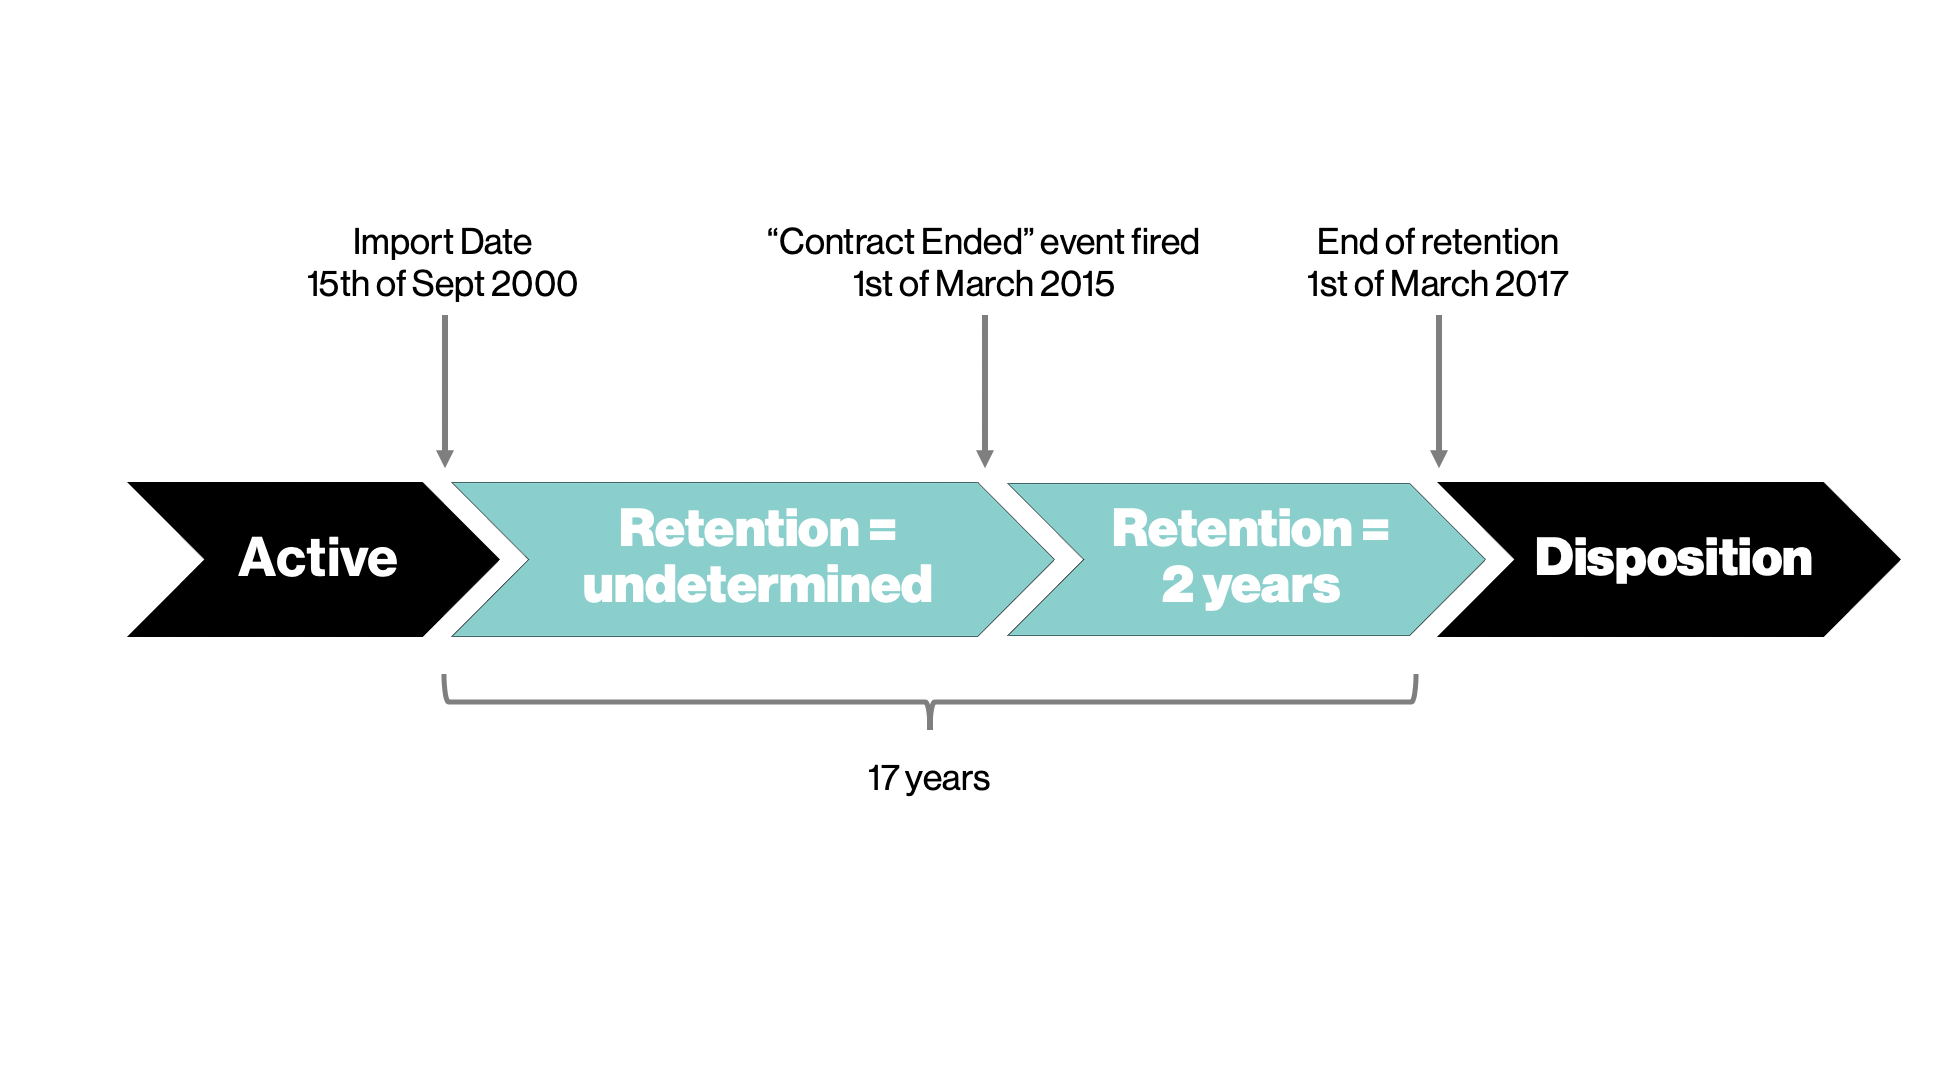 Import Date
15th of Sept 2000
“Contract Ended” event fired
1st of March 2015
End of retention
1st of March 2017
Active
Retention =
undetermined
Retention =
2 years
Disposition
17 years